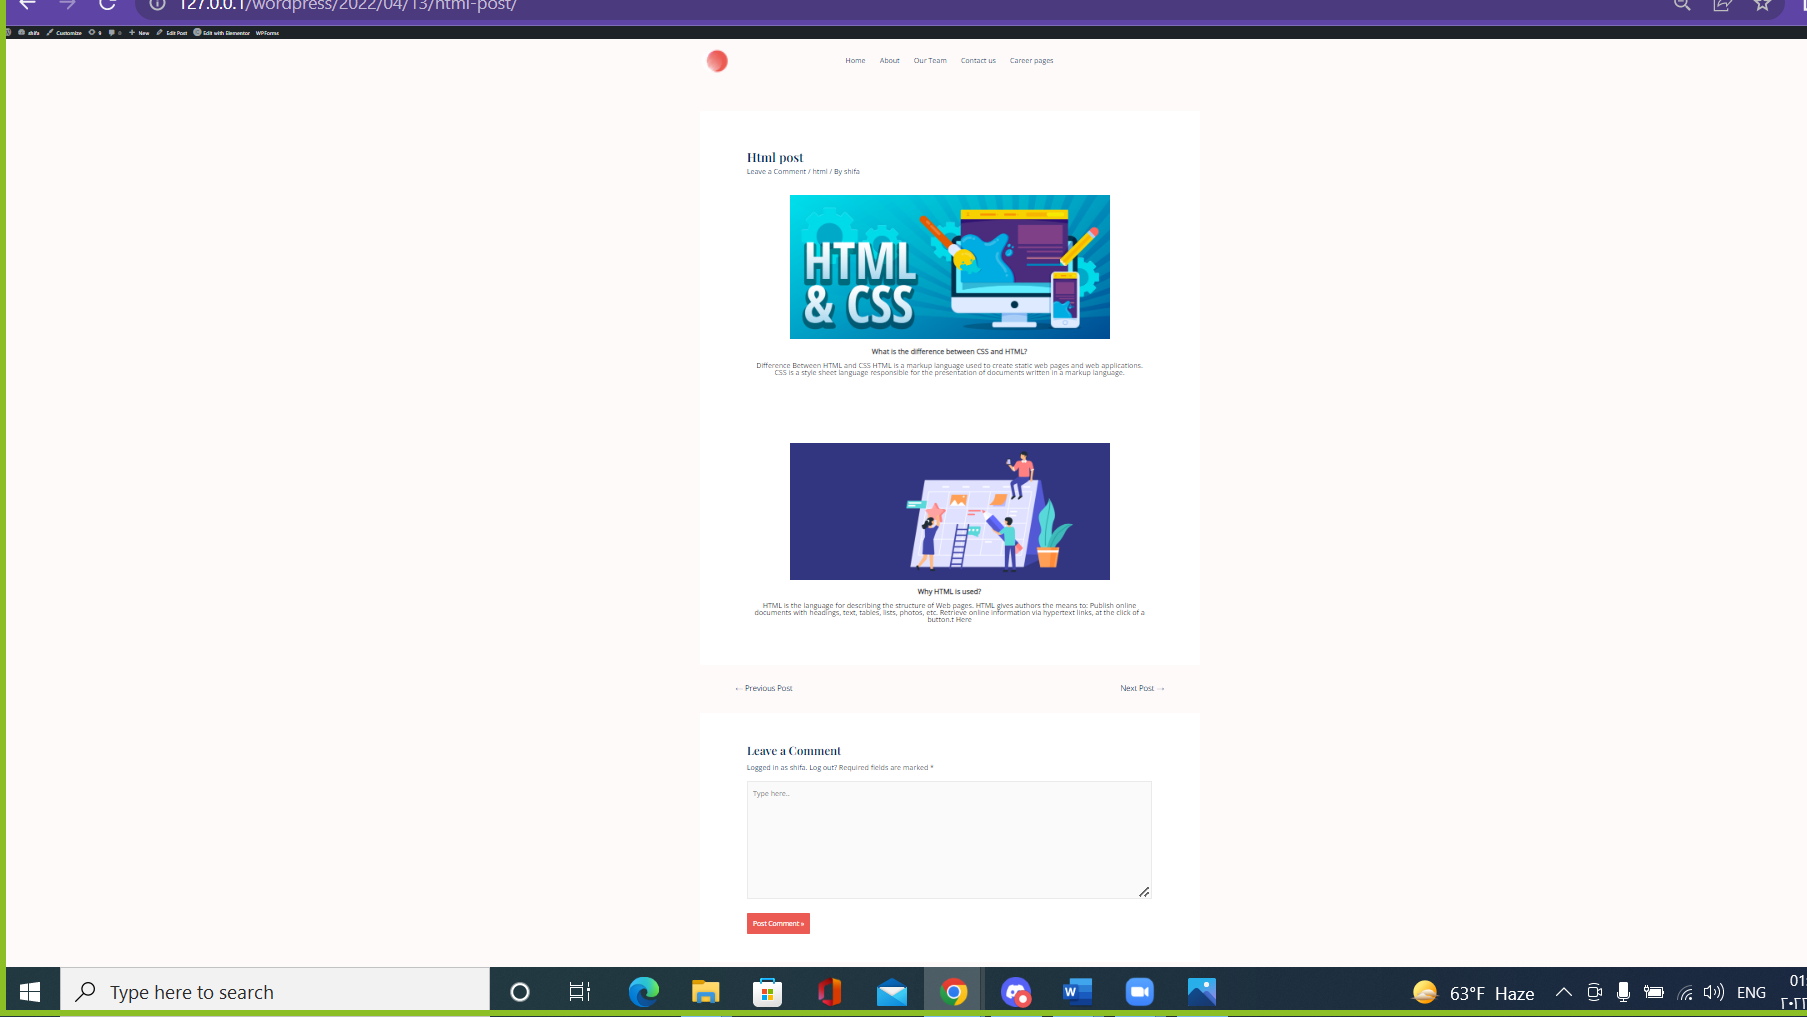 127.0.0.1/wordpress/2022/04/13/html-post/
shifa Customize 9 0 New Edit Post Edit with Elementor WPForms
Home About Our Team Contact us Career pages
Html post
Leave a Comment / html / By shifa
HTML
& CSS
What is the difference between CSS and HTML?
Difference Between HTML and CSS HTML is a markup language used to create static web pages and web applications.
CSS is a style sheet language responsible for the presentation of documents written in a markup language.
Why HTML is used?
HTML is the language for describing the structure of Web pages. HTML gives authors the means to: Publish online
documents with headings, text, tables, lists, photos, etc. Retrieve online information via hypertext links, at the click of a
button.t Here
← Previous Post
Next Post →
Leave a Comment
Logged in as shifa. Log out? Required fields are marked *
Type here..
Post Comment »
Type here to search
W
63°F Haze
ENG